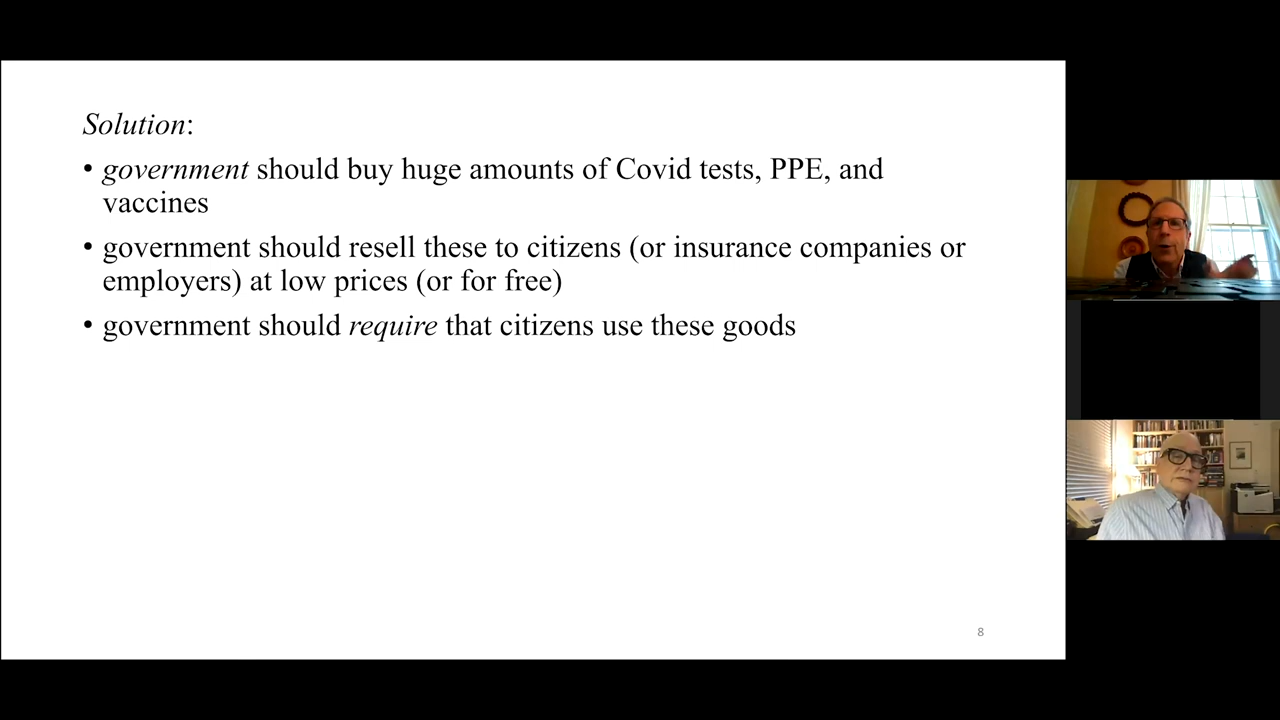 Solution:
• government should buy huge amounts of Covid tests, PPE, and
vaccines
• government should resell these to citizens (or insurance companies or
employers) at low prices (or for free)
• government should require that citizens use these goods
8